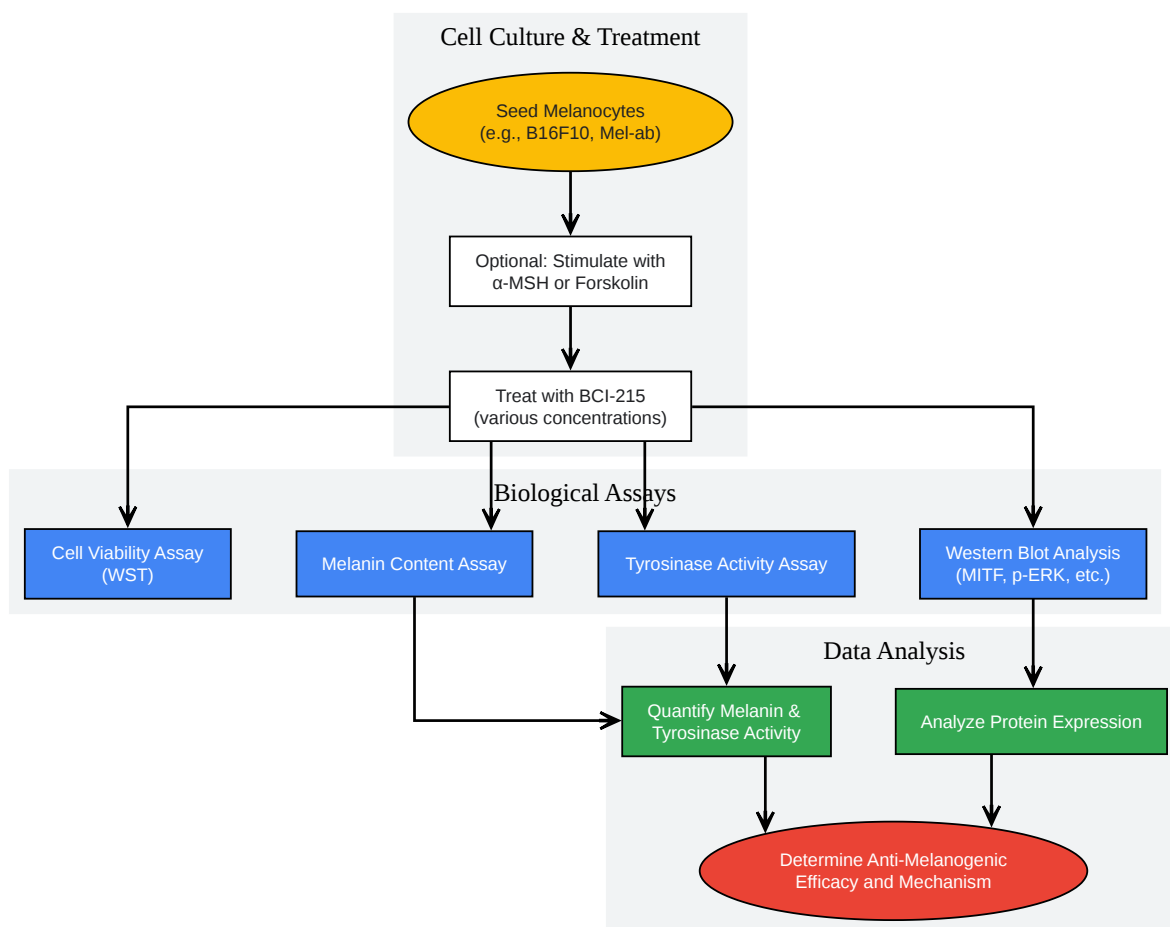 Cell Culture & Treatment
Seed Melanocytes
(e.g., B16F10, Mel-ab)
Optional: Stimulate with
α-MSH or Forskolin
Treat with BCI-215
(various concentrations)
Biological Assays
Cell Viability Assay
(WST)
Melanin Content Assay
Tyrosinase Activity Assay
Western Blot Analysis
(MITF, p-ERK, etc.)
Data Analysis
Quantify Melanin &
Tyrosinase Activity
Analyze Protein Expression
Determine Anti-Melanogenic
Efficacy and Mechanism